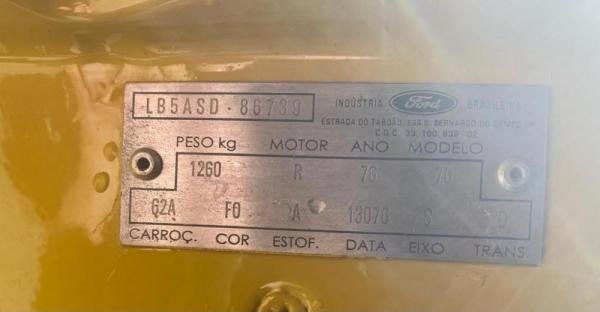 LB5ASD-86739
INDÚSTRIA Ford BRASILEIRA
ESTRADA DO TABOÃO, 899 S. BERNARDO DO CAMPO SP
C.G.C. 33.160.839-02
PESO kg MOTOR ANO MODELO
1260 R 70 70
62A F0 A 13070 S D
CARROÇ. COR ESTOF. DATA EIXO TRANS.